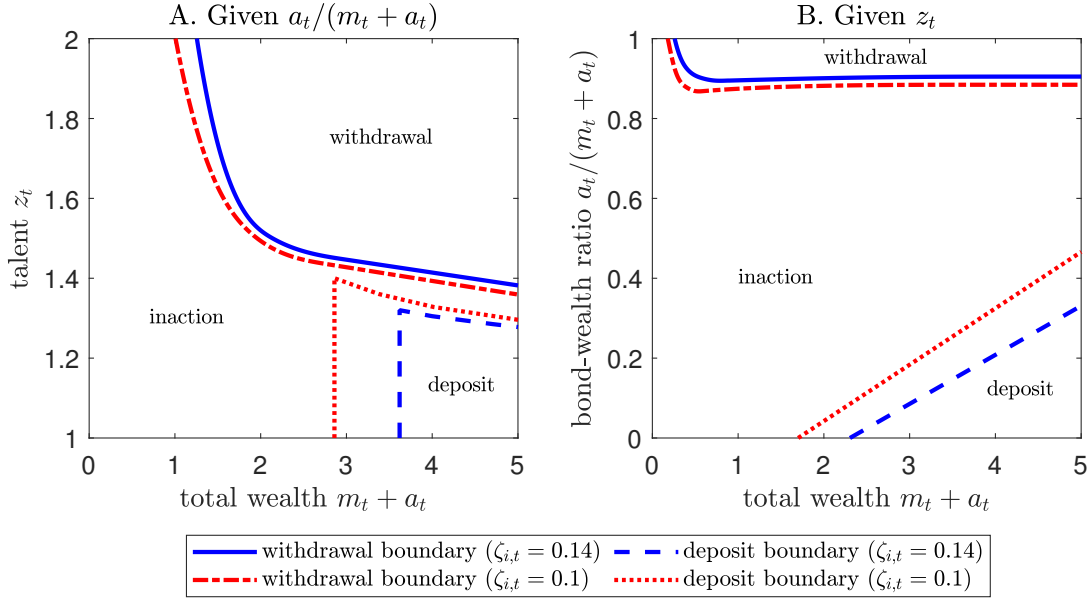 A. Given a_t/(m_t + a_t)
2
1.8
1.6
1.4
1.2
1
talent z_t
withdrawal
inaction
deposit
0 1 2 3 4 5
total wealth m_t + a_t
B. Given z_t
1
0.8
0.6
0.4
0.2
0
bond-wealth ratio a_t/(m_t + a_t)
withdrawal
inaction
deposit
0 1 2 3 4 5
total wealth m_t + a_t
withdrawal boundary (ζ_{i,t} = 0.14)
deposit boundary (ζ_{i,t} = 0.14)
withdrawal boundary (ζ_{i,t} = 0.1)
deposit boundary (ζ_{i,t} = 0.1)